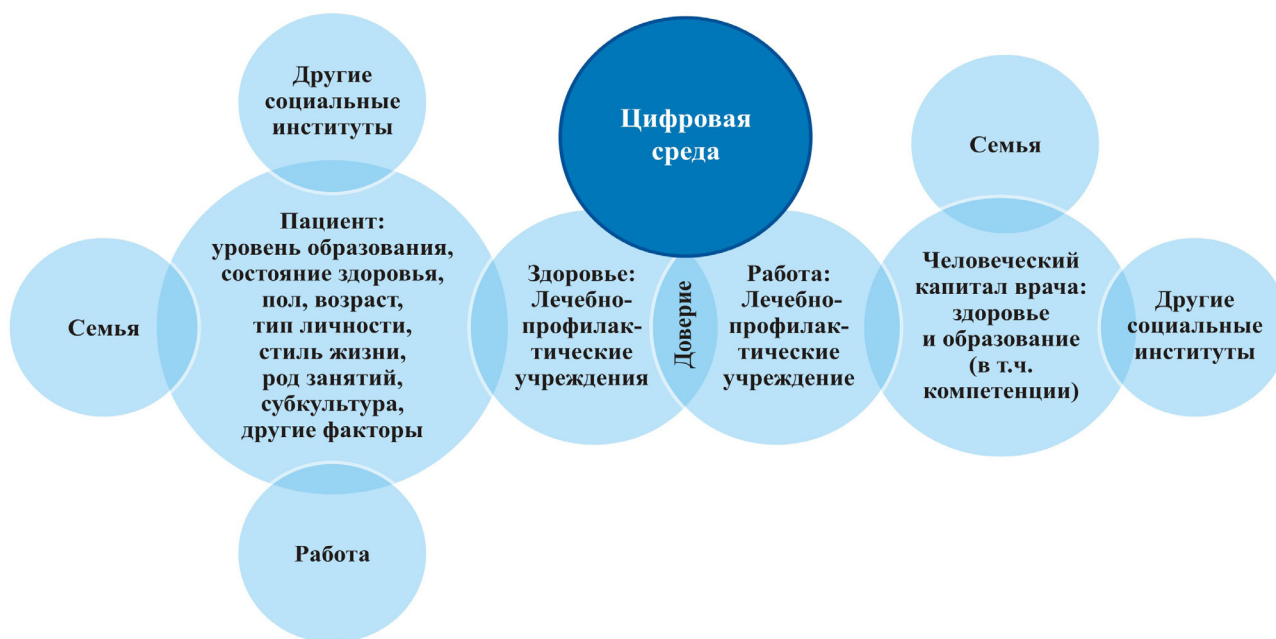 Другие
социальные
институты
Цифровая
среда
Семья
Пациент:
уровень образования,
состояние здоровья,
пол, возраст,
тип личности,
стиль жизни,
род занятий,
субкультура,
другие факторы
Семья
Работа
Здоровье:
Лечебно-
профилак-
тические
учреждения
Доверие
Работа:
Лечебно-
профилак-
тические
учреждение
Человеческий
капитал врача:
здоровье
и образование
(в т.ч.
компетенции)
Другие
социальные
институты